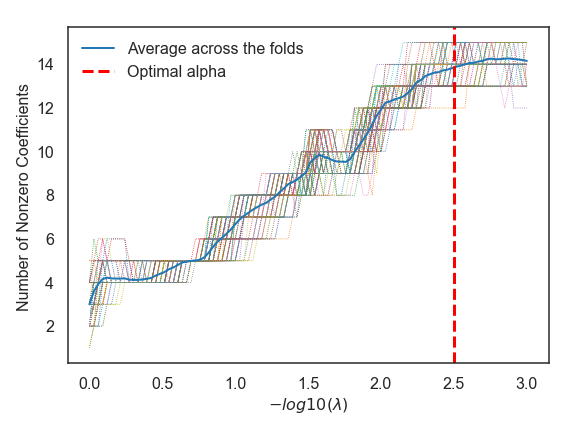 Average across the folds
Optimal alpha
Number of Nonzero Coefficients
14
12
10
8
6
4
2
0.0 0.5 1.0 1.5 2.0 2.5 3.0
−log10(λ)